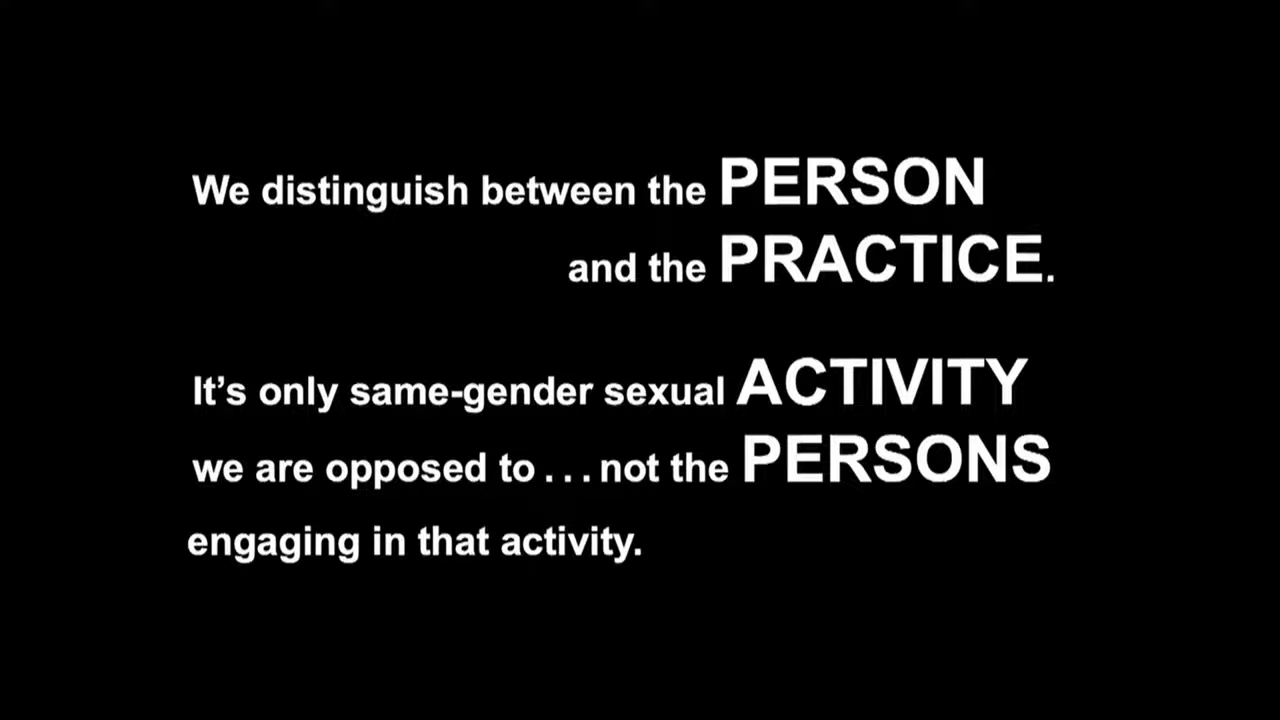 We distinguish between the PERSON
and the PRACTICE.
It’s only same-gender sexual ACTIVITY
we are opposed to . . . not the PERSONS
engaging in that activity.